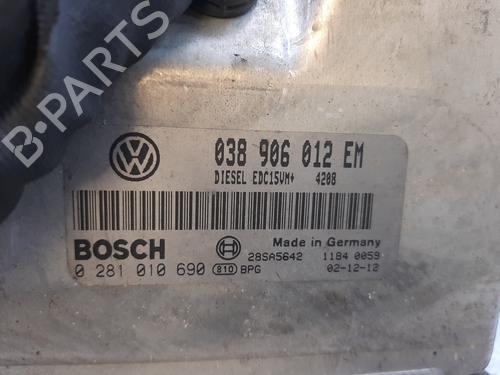 038 906 012 EM
DIESEL EDC15VM+ 4208
BOSCH
Made in Germany
28SA5642 1184 0059
0 281 010 690 810 BPG 02-12-12
B-PARTS